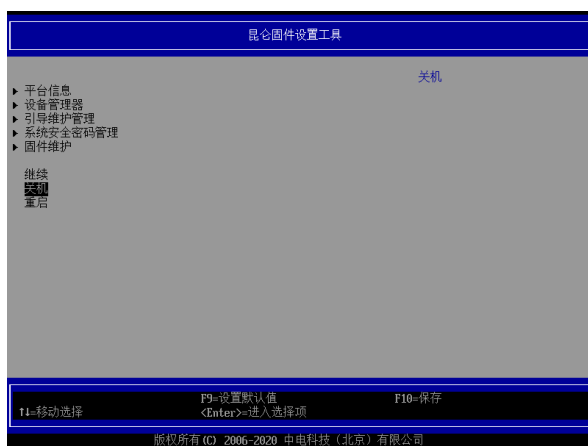 昆仑固件设置工具
关机
平台信息
设备管理器
引导维护管理
系统安全密码管理
固件维护
继续
关机
重启
F9=设置默认值 F10=保存
↑↓=移动选择 <Enter>=进入选择项
版权所有(C) 2006-2020 中电科技（北京）有限公司